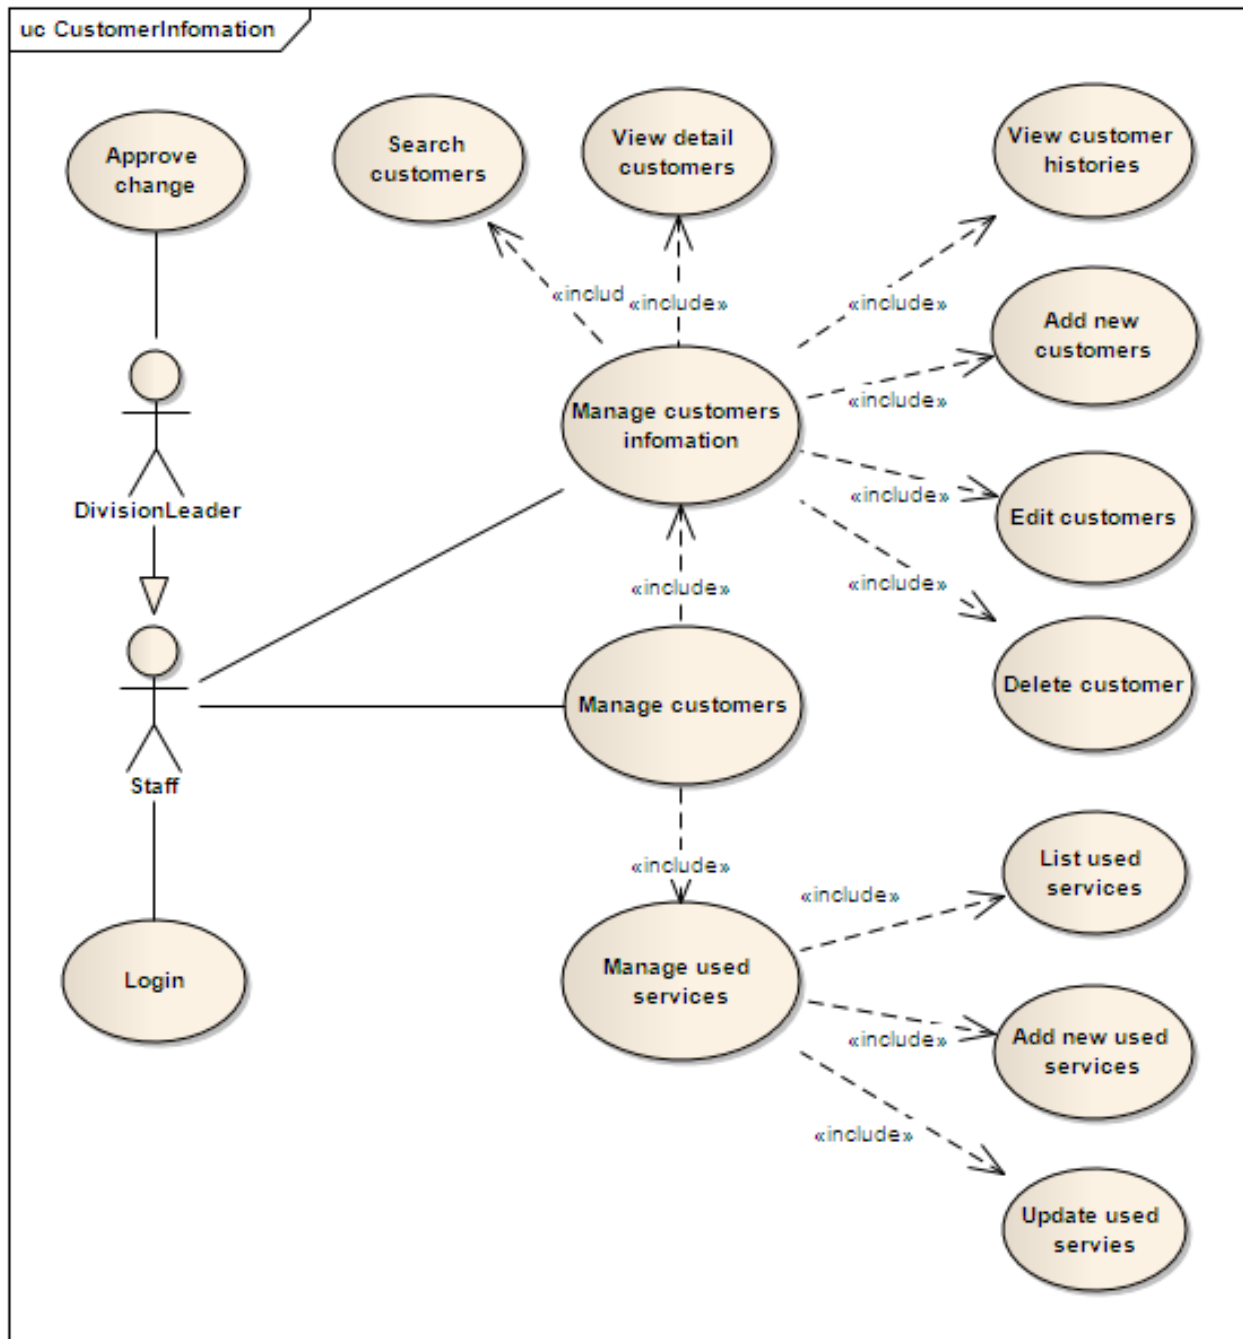 uc CustomerInfomation
Approve
change
Search
customers
View detail
customers
View customer
histories
«includ
«include»
«include»
Add new
customers
«include»
DivisionLeader
Manage customers
infomation
«include»
Edit customers
«include»
«include»
Delete customer
Staff
Manage customers
«include»
List used
services
«include»
Login
Manage used
services
«include»
Add new used
services
«include»
Update used
servies